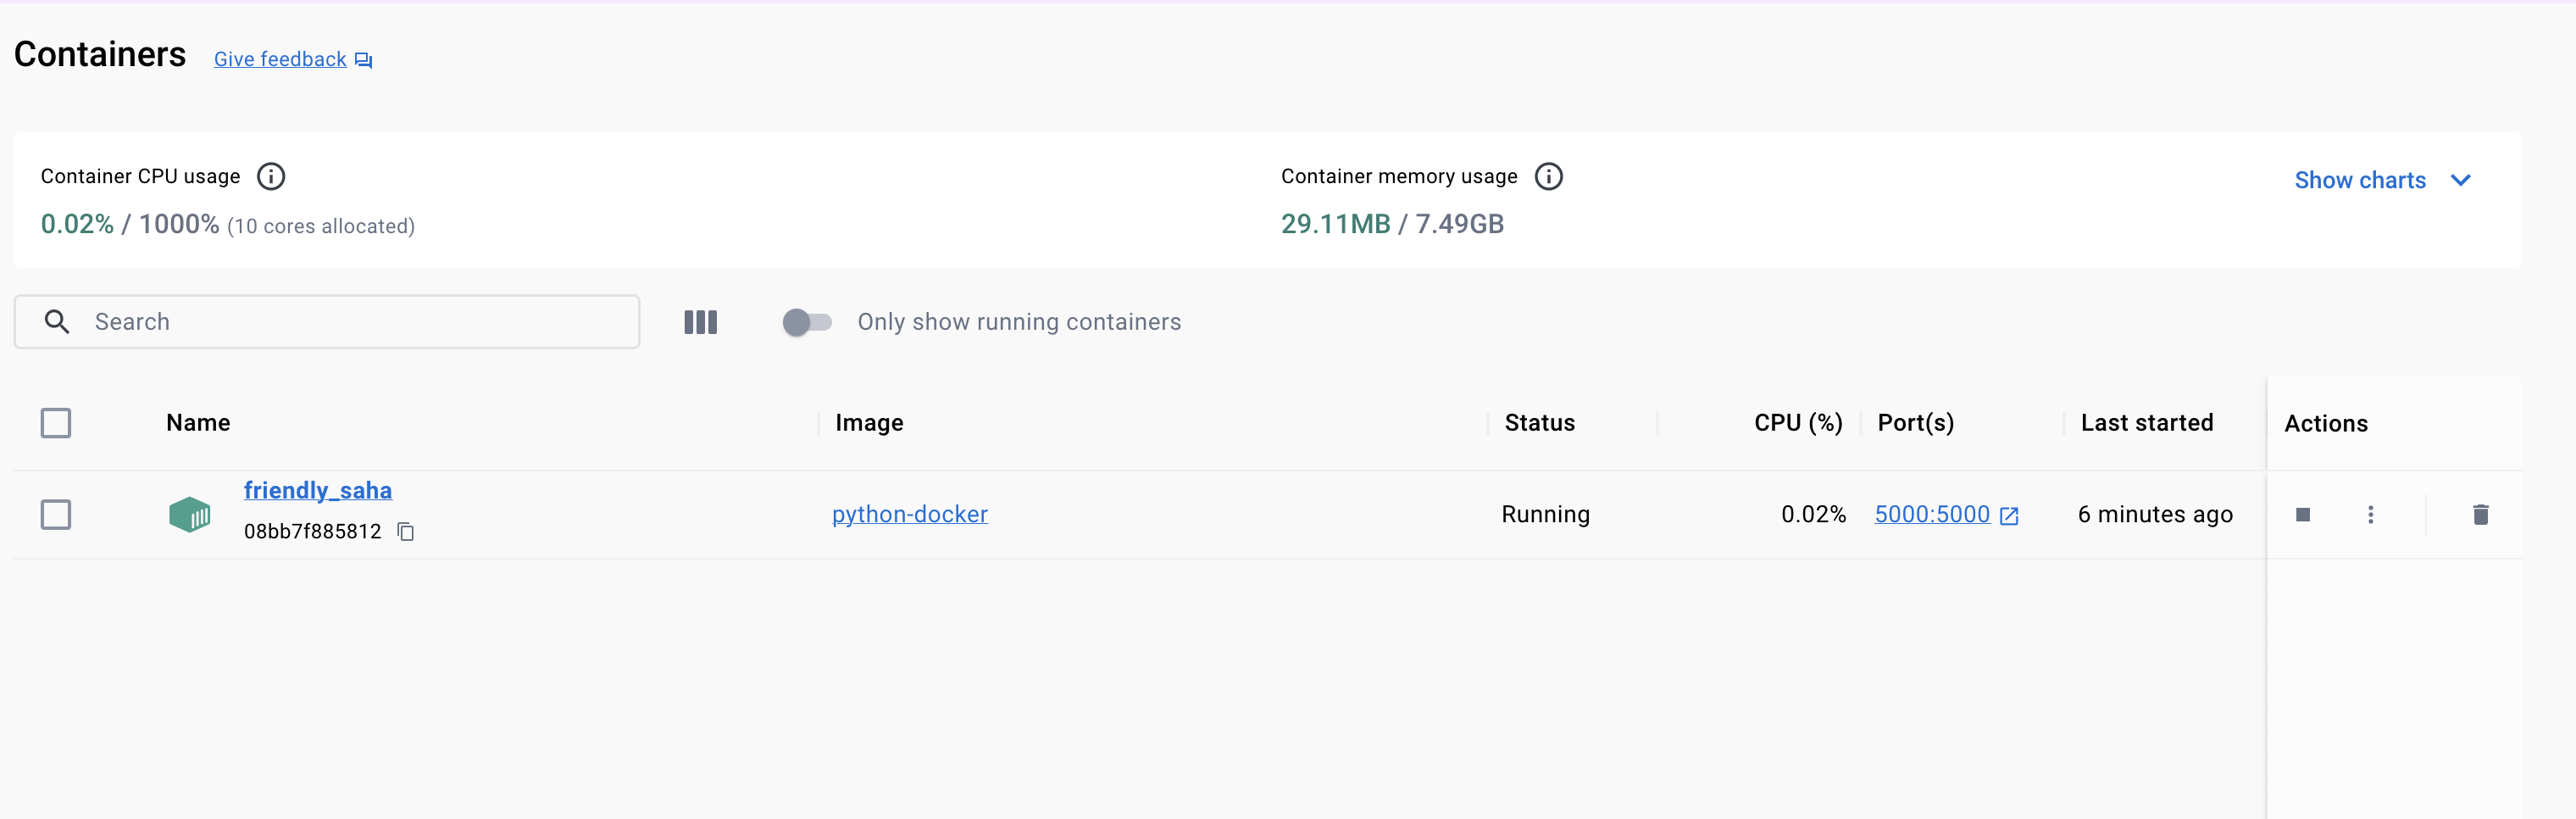 Containers Give feedback
Container CPU usage
0.02% / 1000% (10 cores allocated)
Container memory usage
29.11MB / 7.49GB
Show charts
Search
Only show running containers
Name Image Status CPU (%) Port(s) Last started Actions
friendly_saha
08bb7f885812
python-docker Running 0.02% 5000:5000 6 minutes ago